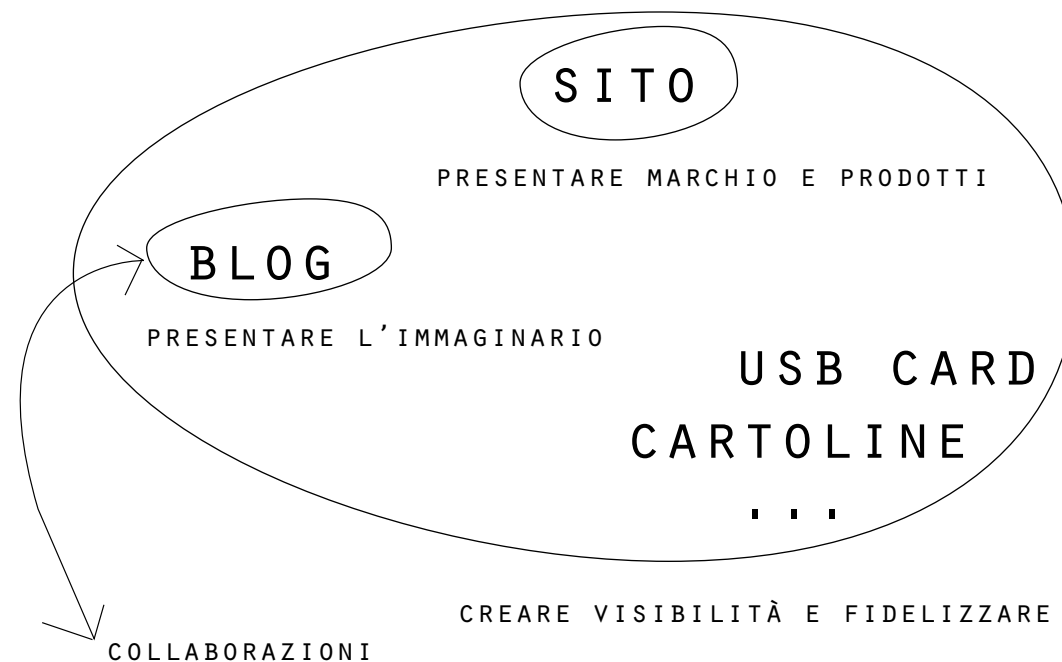 SITO
PRESENTARE MARCHIO E PRODOTTI
BLOG
PRESENTARE L’IMMAGINARIO
USB CARD
CARTOLINE
...
CREARE VISIBILITÀ E FIDELIZZARE
COLLABORAZIONI